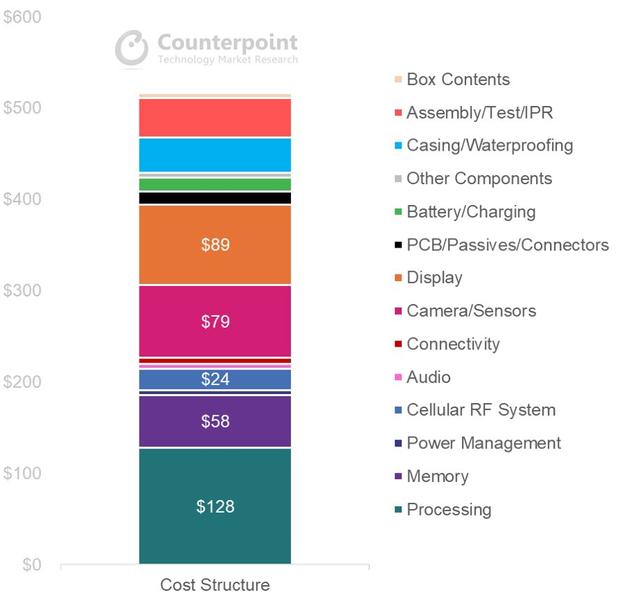 $600
Counterpoint
Technology Market Research
$500
$400
$300
$200
$100
$0
$89
$79
$24
$58
$128
Cost Structure
Box Contents
Assembly/Test/IPR
Casing/Waterproofing
Other Components
Battery/Charging
PCB/Passives/Connectors
Display
Camera/Sensors
Connectivity
Audio
Cellular RF System
Power Management
Memory
Processing